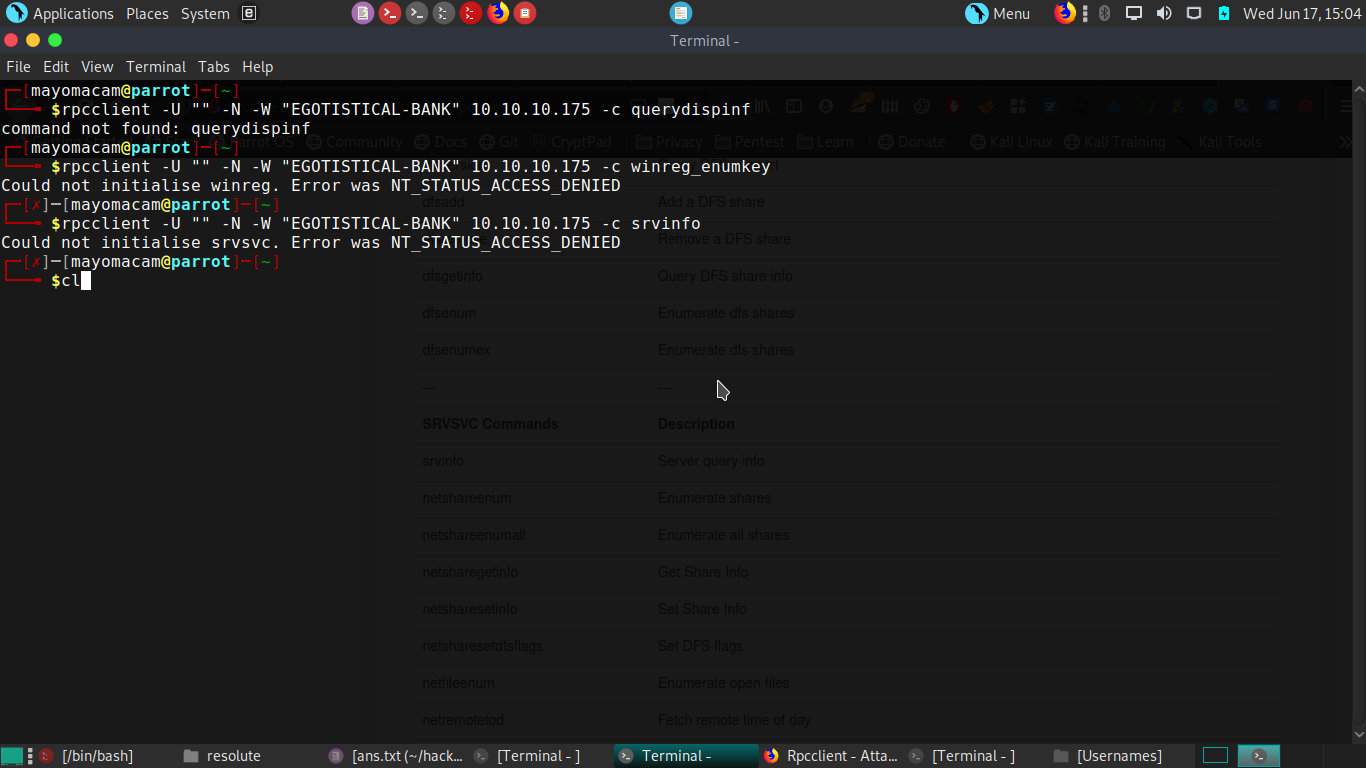 Applications Places System
Menu
Wed Jun 17, 15:04
Terminal -
File Edit View Terminal Tabs Help
┌─[mayomacam@parrot]─[~]
└──╼ $rpcclient -U "" -N -W "EGOTISTICAL-BANK" 10.10.10.175 -c querydispinf
command not found: querydispinf
┌─[mayomacam@parrot]─[~]
└──╼ $rpcclient -U "" -N -W "EGOTISTICAL-BANK" 10.10.10.175 -c winreg_enumkey
Could not initialise winreg. Error was NT_STATUS_ACCESS_DENIED
┌─[✗]─[mayomacam@parrot]─[~]
└──╼ $rpcclient -U "" -N -W "EGOTISTICAL-BANK" 10.10.10.175 -c srvinfo
Could not initialise srvsvc. Error was NT_STATUS_ACCESS_DENIED
┌─[✗]─[mayomacam@parrot]─[~]
└──╼ $cl
Parrot OS Community Docs Git CryptPad Privacy Pentest Learn Donate Kali Linux Kali Training Kali Tools
dfsadd Add a DFS share
Remove a DFS share
dfsgetinfo Query DFS share info
dfsenum Enumerate dfs shares
dfsenumex Enumerate dfs shares
--- ---
SRVSVC Commands Description
srvinfo Server query info
netshareenum Enumerate shares
netshareenumall Enumerate all shares
netsharegetinfo Get Share Info
netsharesetinfo Set Share Info
netsharesetdfsflags Set DFS flags
netfileenum Enumerate open files
netremotetod Fetch remote time of day
[/bin/bash] resolute [ans.txt (~/hack... [Terminal - ] Terminal - Rpcclient - Atta... [Terminal - ] [Usernames]